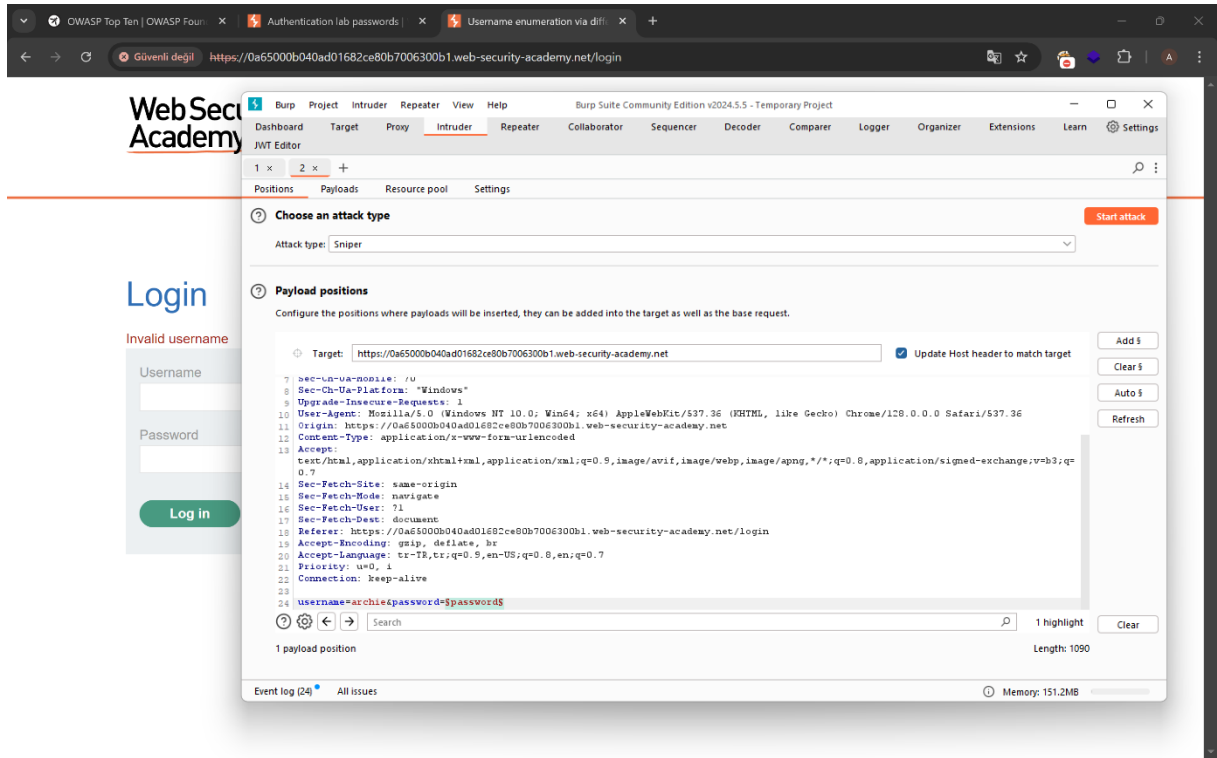 OWASP Top Ten | OWASP Foun
Authentication lab passwords |
Username enumeration via diff
Güvenli değil https://0a65000b040ad01682ce80b7006300b1.web-security-academy.net/login
A
Web Secu
Academy
Burp Project Intruder Repeater View Help Burp Suite Community Edition v2024.5.5 - Temporary Project
Dashboard Target Proxy Intruder Repeater Collaborator Sequencer Decoder Comparer Logger Organizer Extensions Learn Settings
JWT Editor
1 × 2 × +
Positions Payloads Resource pool Settings
Choose an attack type
Start attack
Attack type: Sniper
Payload positions
Configure the positions where payloads will be inserted, they can be added into the target as well as the base request.
Target: https://0a65000b040ad01682ce80b7006300b1.web-security-academy.net Update Host header to match target
Add §
Clear §
Auto §
Refresh
7 Sec-Ch-Ua-Mobile: ?0
8 Sec-Ch-Ua-Platform: "Windows"
9 Upgrade-Insecure-Requests: 1
10 User-Agent: Mozilla/5.0 (Windows NT 10.0; Win64; x64) AppleWebKit/537.36 (KHTML, like Gecko) Chrome/128.0.0.0 Safari/537.36
11 Origin: https://0a65000b040ad01682ce80b7006300b1.web-security-academy.net
12 Content-Type: application/x-www-form-urlencoded
13 Accept:
text/html,application/xhtml+xml,application/xml;q=0.9,image/avif,image/webp,image/apng,*/*;q=0.8,application/signed-exchange;v=b3;q=
0.7
14 Sec-Fetch-Site: same-origin
15 Sec-Fetch-Mode: navigate
16 Sec-Fetch-User: ?1
17 Sec-Fetch-Dest: document
18 Referer: https://0a65000b040ad01682ce80b7006300b1.web-security-academy.net/login
19 Accept-Encoding: gzip, deflate, br
20 Accept-Language: tr-TR,tr;q=0.9,en-US;q=0.8,en;q=0.7
21 Priority: u=0, i
22 Connection: keep-alive
23
24 username=archie&password=§password§
Search
1 highlight
Clear
1 payload position
Length: 1090
Event log (24) All issues
Memory: 151.2MB
Login
Invalid username
Username
Password
Log in